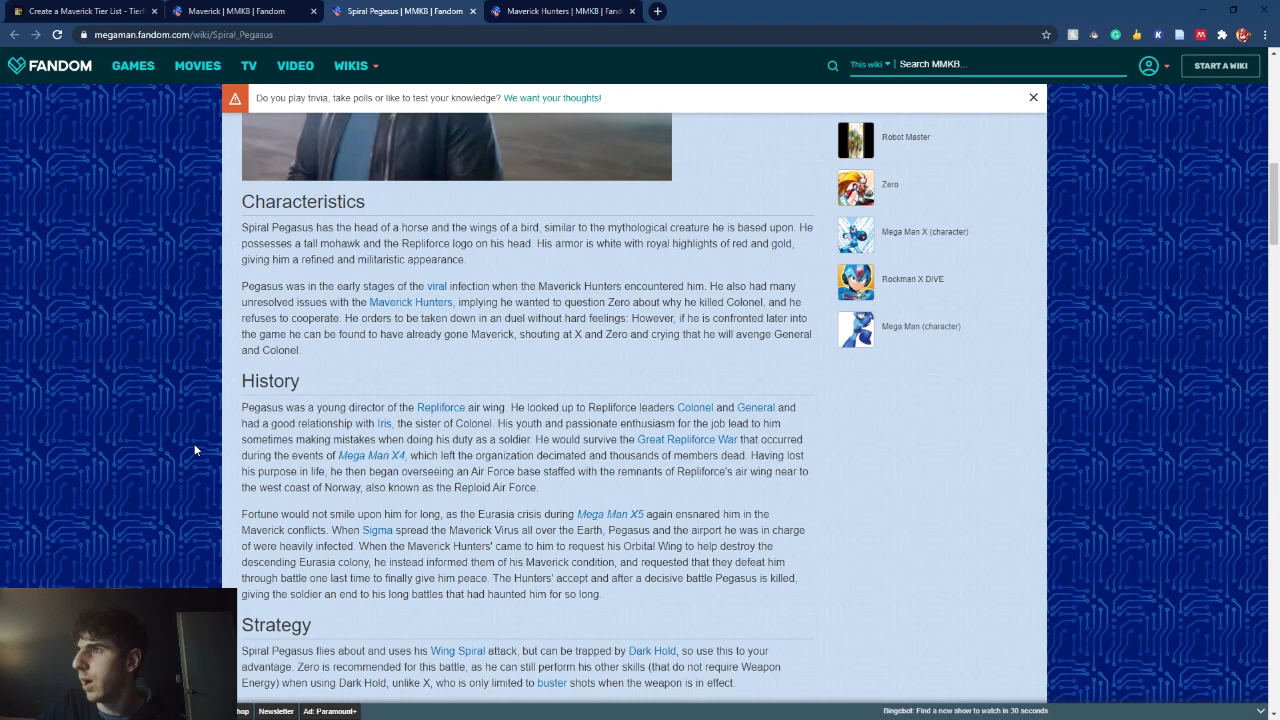 Create a Maverick Tier List - Tierl
Maverick Hunters | MMKB | Fand
Spiral Pegasus | MMKB | Fandom
Maverick Hunters | MMKB | Fand
megaman.fandom.com/wiki/Spiral_Pegasus
FANDOM GAMES MOVIES TV VIDEO WIKIS This wiki Search MMKB... START A WIKI
Do you play trivia, take polls or like to test your knowledge? We want your thoughts!
Robot Master
Zero
Mega Man X (character)
Rockman X DiVE
Mega Man (character)
Characteristics
Spiral Pegasus has the head of a horse and the wings of a bird, similar to the mythological creature he is based upon. He
possesses a tall mohawk and the Repliforce logo on his head. His armor is white with royal highlights of red and gold,
giving him a refined and militaristic appearance.
Pegasus was in the early stages of the viral infection when the Maverick Hunters encountered him. He also had many
unresolved issues with the Maverick Hunters, implying he wanted to question Zero about why he killed Colonel, and he
refuses to cooperate. He orders to be taken down in an duel without hard feelings: However, if he is confronted later into
the game he can be found to have already gone Maverick, shouting at X and Zero and crying that he will avenge General
and Colonel.
History
Pegasus was a young director of the Repliforce air wing. He looked up to Repliforce leaders Colonel and General and
had a good relationship with Iris, the sister of Colonel. His youth and passionate enthusiasm for the job lead to him
sometimes making mistakes when doing his duty as a soldier. He would survive the Great Repliforce War that occurred
during the events of Mega Man X4, which left the organization decimated and thousands of members dead. Having lost
his purpose in life, he then began overseeing an Air Force base staffed with the remnants of Repliforce's air wing near to
the west coast of Norway, also known as the Reploid Air Force.
Fortune would not smile upon him for long, as the Eurasia crisis during Mega Man X5 again ensnared him in the
Maverick conflicts. When Sigma spread the Maverick Virus all over the Earth, Pegasus and the airport he was in charge
of were heavily infected. When the Maverick Hunters' came to him to request his Orbital Wing to help destroy the
descending Eurasia colony, he instead informed them of his Maverick condition, and requested that they defeat him
through battle one last time to finally give him peace. The Hunters' accept and after a decisive battle Pegasus is killed,
giving the soldier an end to his long battles that had haunted him for so long.
Strategy
Spiral Pegasus flies about and uses his Wing Spiral attack, but can be trapped by Dark Hold, so use this to your
advantage. Zero is recommended for this battle, as he can still perform his other skills (that do not require Weapon
Energy) when using Dark Hold, unlike X, who is only limited to buster shots when the weapon is in effect.
hop Newsletter Ad: Paramount+ Bingebot: Find a new show to watch in 30 seconds